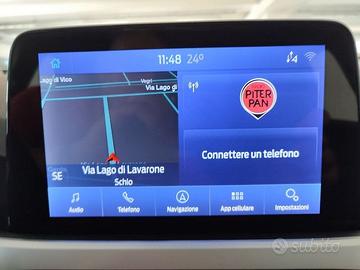 11:48 24°
ago di Vico
Vegri
Via Lago di
PITER
PAN
Via Lago di Lavarone
SE
Schio
Connettere un telefono
Audio
Telefono
Navigazione
App cellulare
Impostazioni
subito